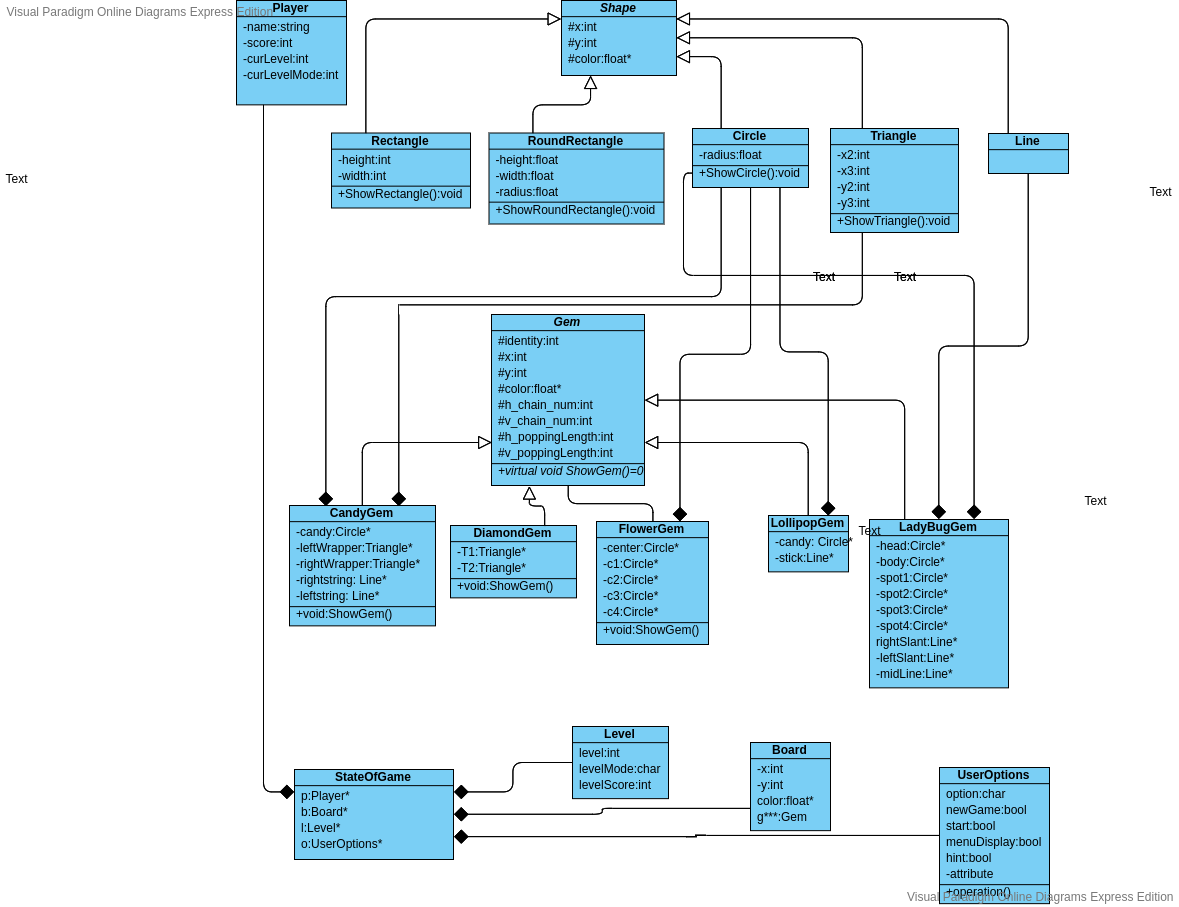 Visual Paradigm Online Diagrams Express Edition
Player
-name:string
-score:int
-curLevel:int
-curLevelMode:int
Shape
#x:int
#y:int
#color:float*
Rectangle
-height:int
-width:int
+ShowRectangle():void
RoundRectangle
-height:float
-width:float
-radius:float
+ShowRoundRectangle():void
Circle
-radius:float
+ShowCircle():void
Triangle
-x2:int
-x3:int
-y2:int
-y3:int
+ShowTriangle():void
Line
Text
Text
Text
Text
Gem
#identity:int
#x:int
#y:int
#color:float*
#h_chain_num:int
#v_chain_num:int
#h_poppingLength:int
#v_poppingLength:int
+virtual void ShowGem()=0
Text
CandyGem
-candy:Circle*
-leftWrapper:Triangle*
-rightWrapper:Triangle*
-rightstring: Line*
-leftstring: Line*
+void:ShowGem()
DiamondGem
-T1:Triangle*
-T2:Triangle*
+void:ShowGem()
FlowerGem
-center:Circle*
-c1:Circle*
-c2:Circle*
-c3:Circle*
-c4:Circle*
+void:ShowGem()
LollipopGem
-candy: Circle*
-stick:Line*
Text
LadyBugGem
-head:Circle*
-body:Circle*
-spot1:Circle*
-spot2:Circle*
-spot3:Circle*
-spot4:Circle*
rightSlant:Line*
-leftSlant:Line*
-midLine:Line*
StateOfGame
p:Player*
b:Board*
l:Level*
o:UserOptions*
Level
level:int
levelMode:char
levelScore:int
Board
-x:int
-y:int
color:float*
g***:Gem
UserOptions
option:char
newGame:bool
start:bool
menuDisplay:bool
hint:bool
-attribute
+operation()
Visual Paradigm Online Diagrams Express Edition